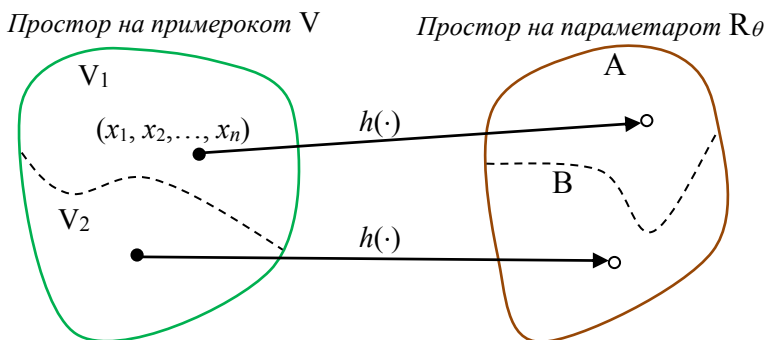 Простор на примерокот V
Простор на параметарот Rθ
V₁
A
(x₁, x₂,…, xₙ)
h(·)
B
V₂
h(·)